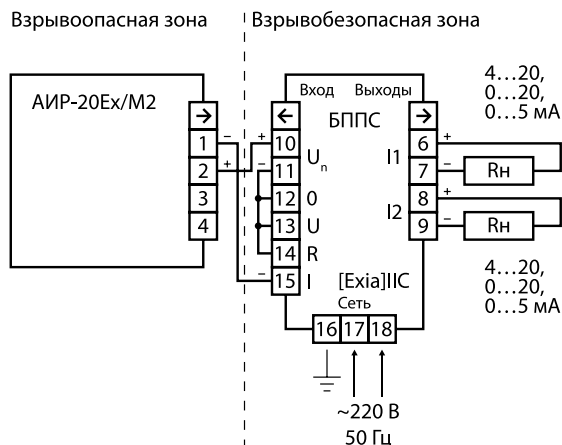 Взрывоопасная зона
Взрывобезопасная зона
АИР-20Ex/M2
1 −
2 +
3
4
Вход Выходы
БППС
+ 10
− 11
Uₙ
12 0
13 U
14 R
− 15 I
6 +
I1
7 −
8 +
I2
9 −
Rн
Rн
4…20,
0…20,
0…5 мА
4…20,
0…20,
0…5 мА
[Exia]IIC
Сеть
16 17 18
~220 В
50 Гц